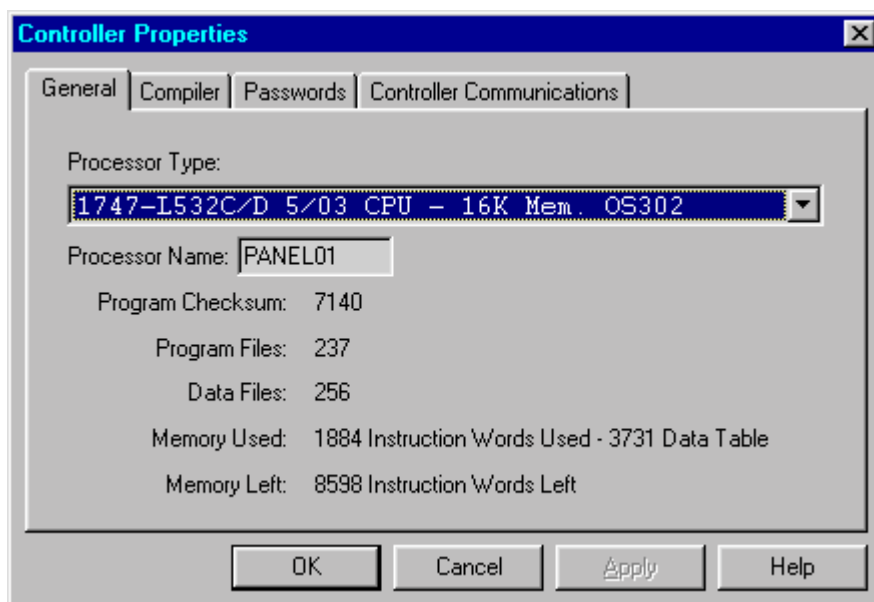 Controller Properties
General Compiler Passwords Controller Communications
Processor Type:
1747-L532C/D 5/03 CPU - 16K Mem. OS302
Processor Name: PANEL01
Program Checksum: 7140
Program Files: 237
Data Files: 256
Memory Used: 1884 Instruction Words Used - 3731 Data Table
Memory Left: 8598 Instruction Words Left
OK Cancel Apply Help